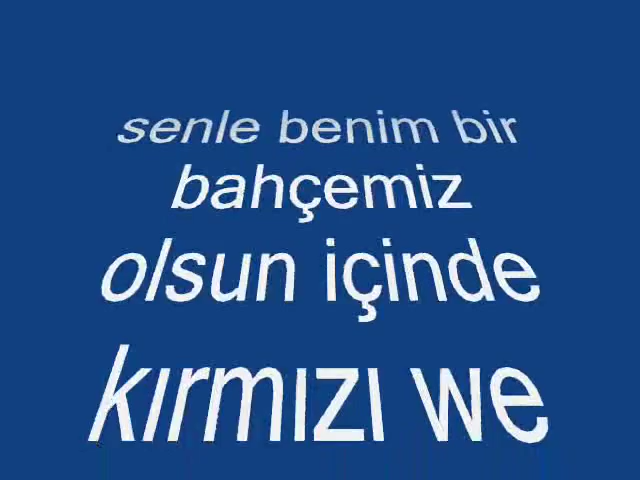 senle benim bir
bahçemiz
olsun içinde
kırmızı we